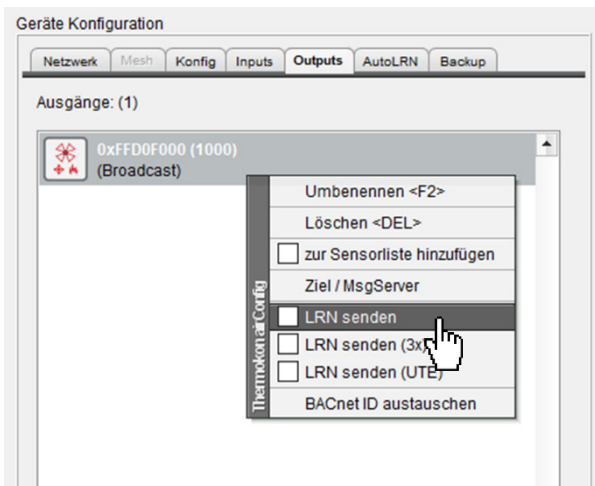 Geräte Konfiguration
Netzwerk Mesh Konfig Inputs Outputs AutoLRN Backup
Ausgänge: (1)
0xFFD0F000 (1000)
(Broadcast)
Thermokon airConfig
Umbenennen <F2>
Löschen <DEL>
zur Sensorliste hinzufügen
Ziel / MsgServer
LRN senden
LRN senden (3x)
LRN senden (UTE)
BACnet ID austauschen